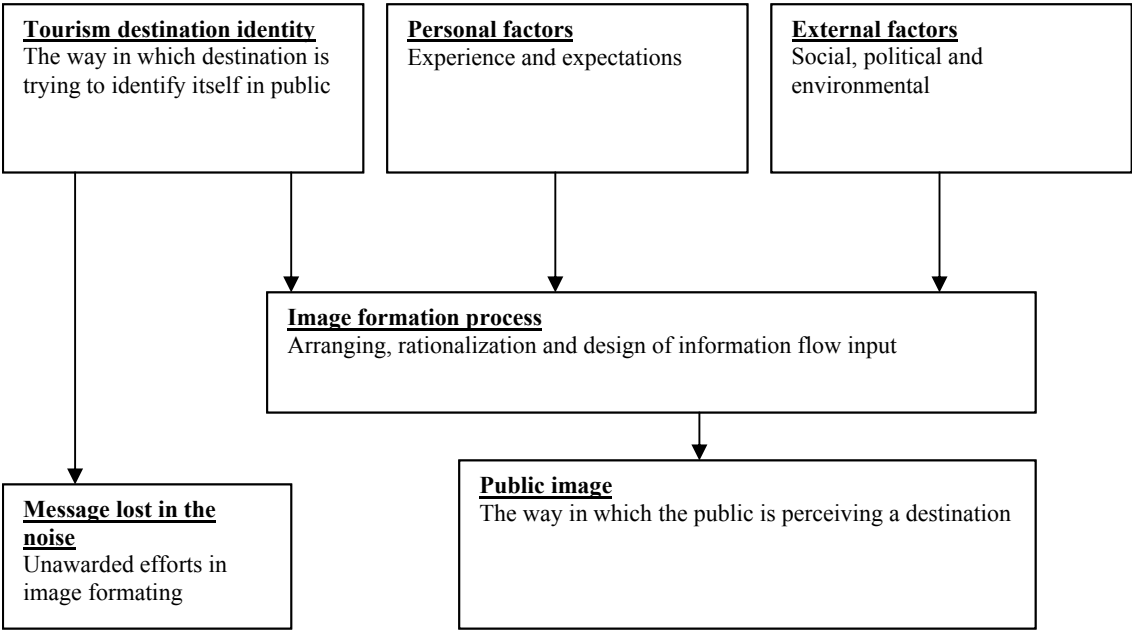 Tourism destination identity
The way in which destination is
trying to identify itself in public
Personal factors
Experience and expectations
External factors
Social, political and
environmental
Image formation process
Arranging, rationalization and design of information flow input
Message lost in the
noise
Unawarded efforts in
image formating
Public image
The way in which the public is perceiving a destination